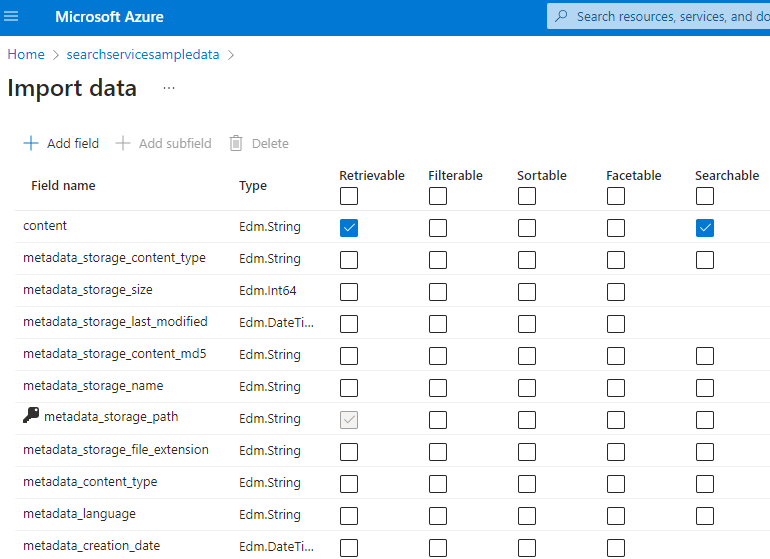 Microsoft Azure
Search resources, services, and do
Home > searchservicesampledata >
Import data ...
+ Add field + Add subfield Delete
Field name Type Retrievable Filterable Sortable Facetable Searchable
content Edm.String
metadata_storage_content_type Edm.String
metadata_storage_size Edm.Int64
metadata_storage_last_modified Edm.DateTi...
metadata_storage_content_md5 Edm.String
metadata_storage_name Edm.String
metadata_storage_path Edm.String
metadata_storage_file_extension Edm.String
metadata_content_type Edm.String
metadata_language Edm.String
metadata_creation_date Edm.DateTi...